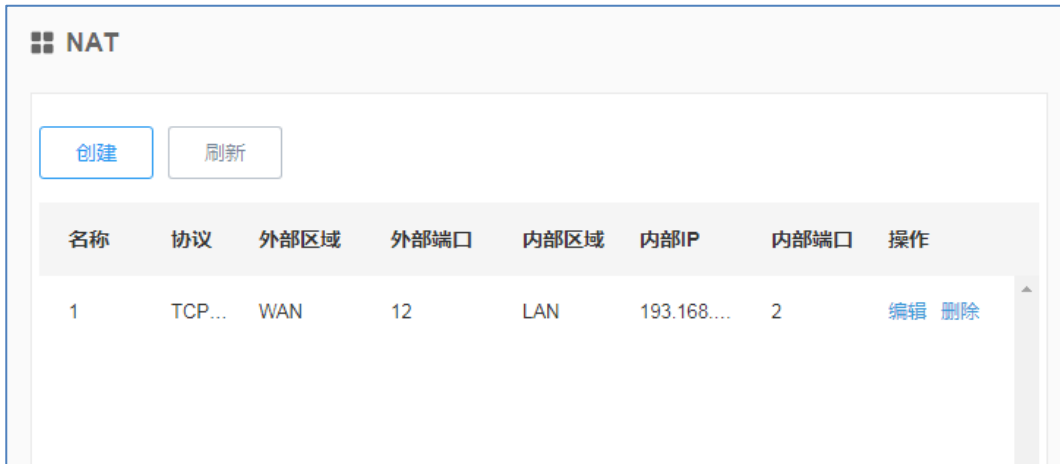 NAT
创建 刷新
名称 协议 外部区域 外部端口 内部区域 内部IP 内部端口 操作
1 TCP... WAN 12 LAN 193.168.... 2 编辑 删除